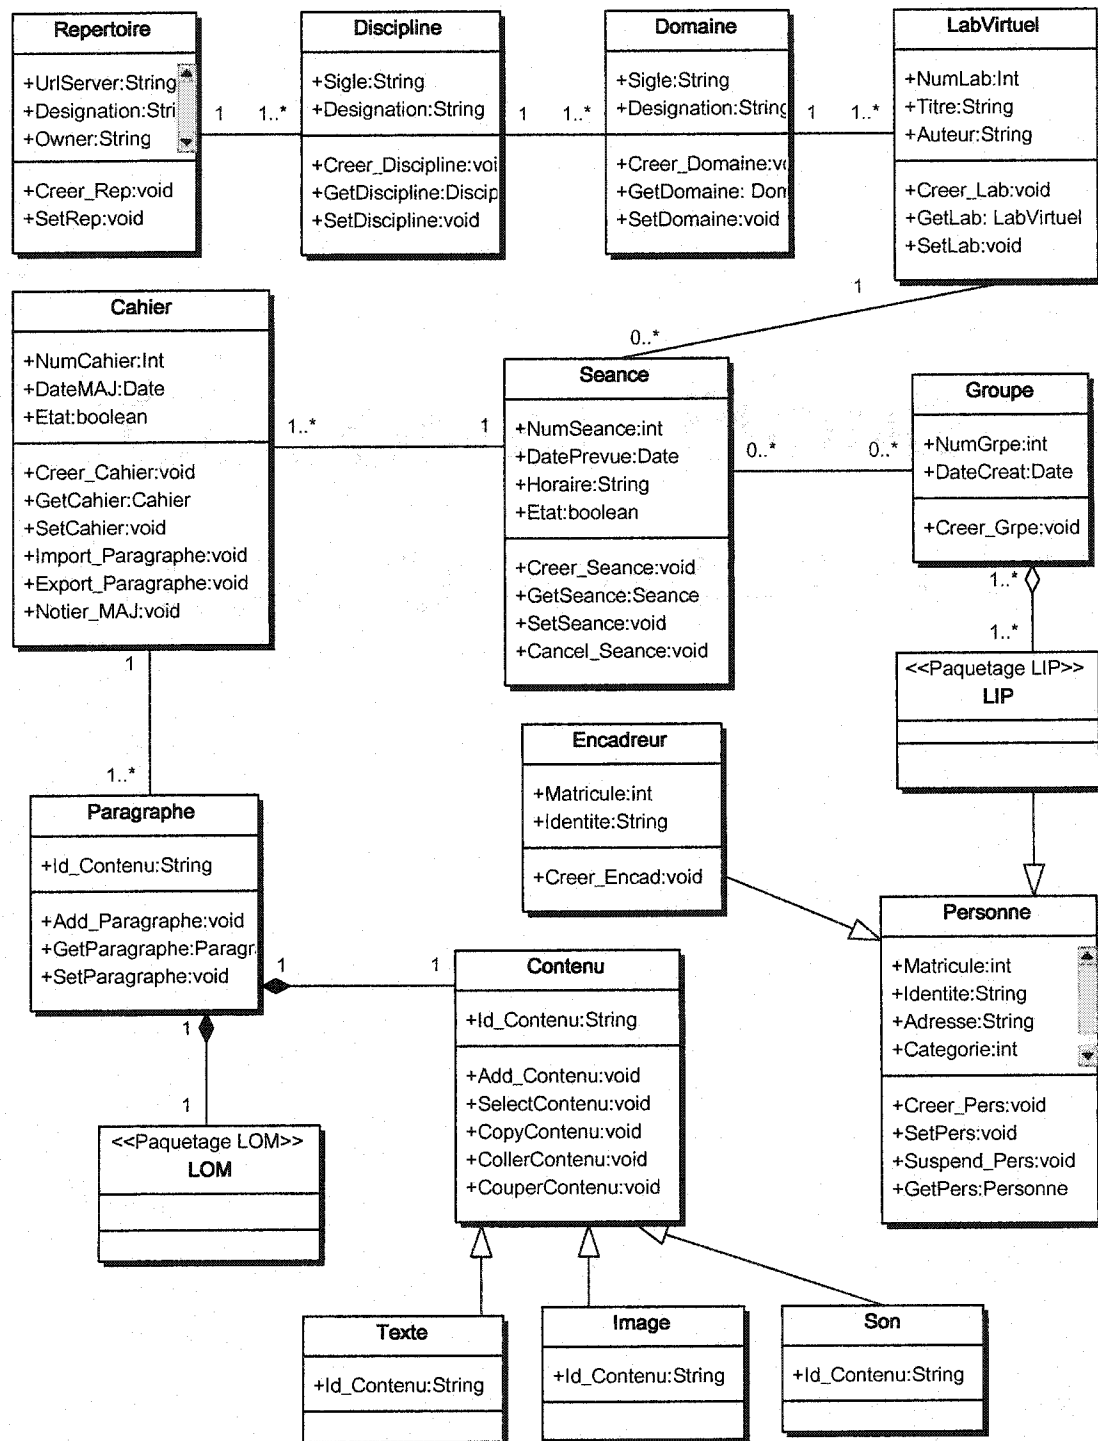 Repertoire
+UrlServer:String
+Designation:Stri
+Owner:String
+Creer_Rep:void
+SetRep:void
1
1..*
Discipline
+Sigle:String
+Designation:String
+Creer_Discipline:voi
+GetDiscipline:Discip
+SetDiscipline:void
1
1..*
Domaine
+Sigle:String
+Designation:String
+Creer_Domaine:vo
+GetDomaine: Dom
+SetDomaine:void
1
1..*
LabVirtuel
+NumLab:Int
+Titre:String
+Auteur:String
+Creer_Lab:void
+GetLab: LabVirtuel
+SetLab:void
1
0..*
Cahier
+NumCahier:Int
+DateMAJ:Date
+Etat:boolean
+Creer_Cahier:void
+GetCahier:Cahier
+SetCahier:void
+Import_Paragraphe:void
+Export_Paragraphe:void
+Notier_MAJ:void
1..*
1
Seance
+NumSeance:int
+DatePrevue:Date
+Horaire:String
+Etat:boolean
+Creer_Seance:void
+GetSeance:Seance
+SetSeance:void
+Cancel_Seance:void
0..*
0..*
Groupe
+NumGrpe:int
+DateCreat:Date
+Creer_Grpe:void
1..*
1..*
<<Paquetage LIP>>
LIP
1
1..*
Encadreur
+Matricule:int
+Identite:String
+Creer_Encad:void
Paragraphe
+Id_Contenu:String
+Add_Paragraphe:void
+GetParagraphe:Paragr
+SetParagraphe:void
1
1
Contenu
+Id_Contenu:String
+Add_Contenu:void
+SelectContenu:void
+CopyContenu:void
+CollerContenu:void
+CouperContenu:void
Personne
+Matricule:int
+Identite:String
+Adresse:String
+Categorie:int
+Creer_Pers:void
+SetPers:void
+Suspend_Pers:void
+GetPers:Personne
1
1
<<Paquetage LOM>>
LOM
Texte
+Id_Contenu:String
Image
+Id_Contenu:String
Son
+Id_Contenu:String